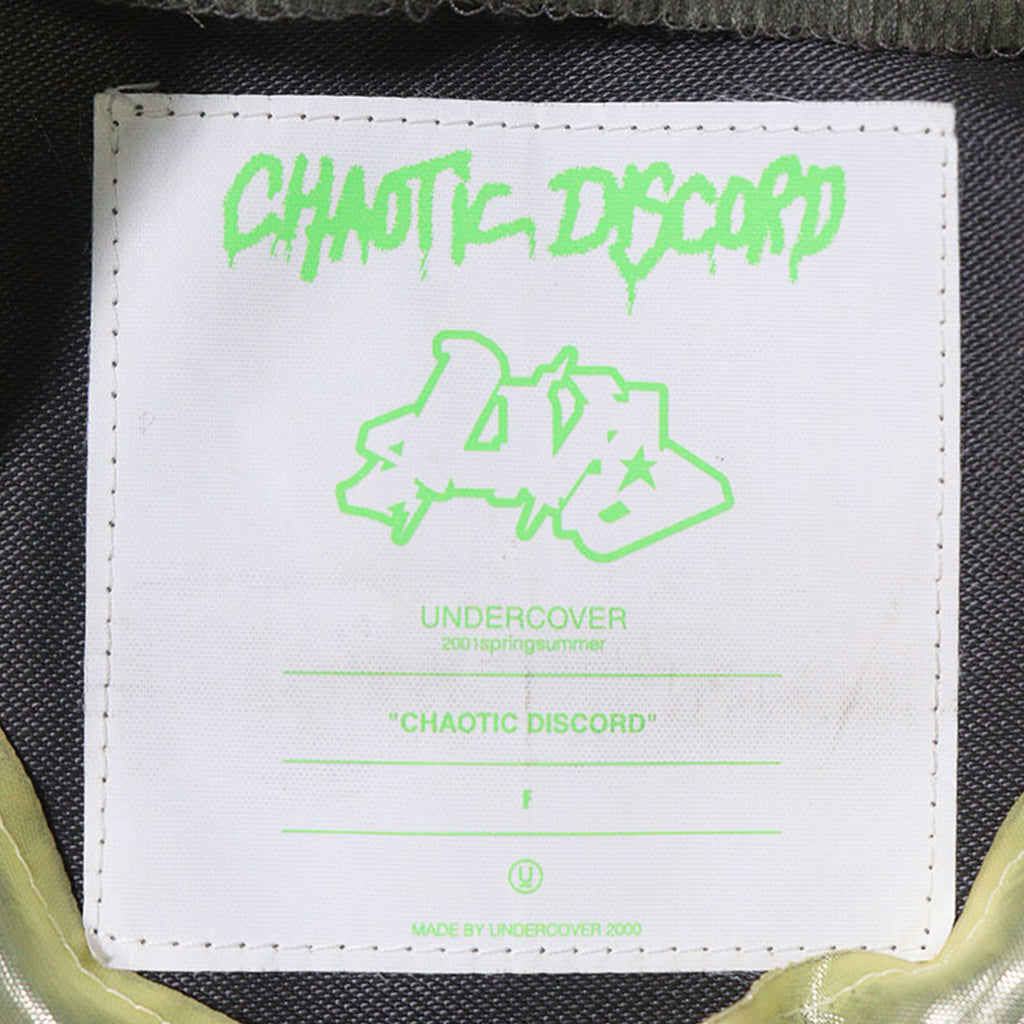 CHAOTIC DISCORD
UNDERCOVER
2001springsummer
"CHAOTIC DISCORD"
F
U
MADE BY UNDERCOVER 2000